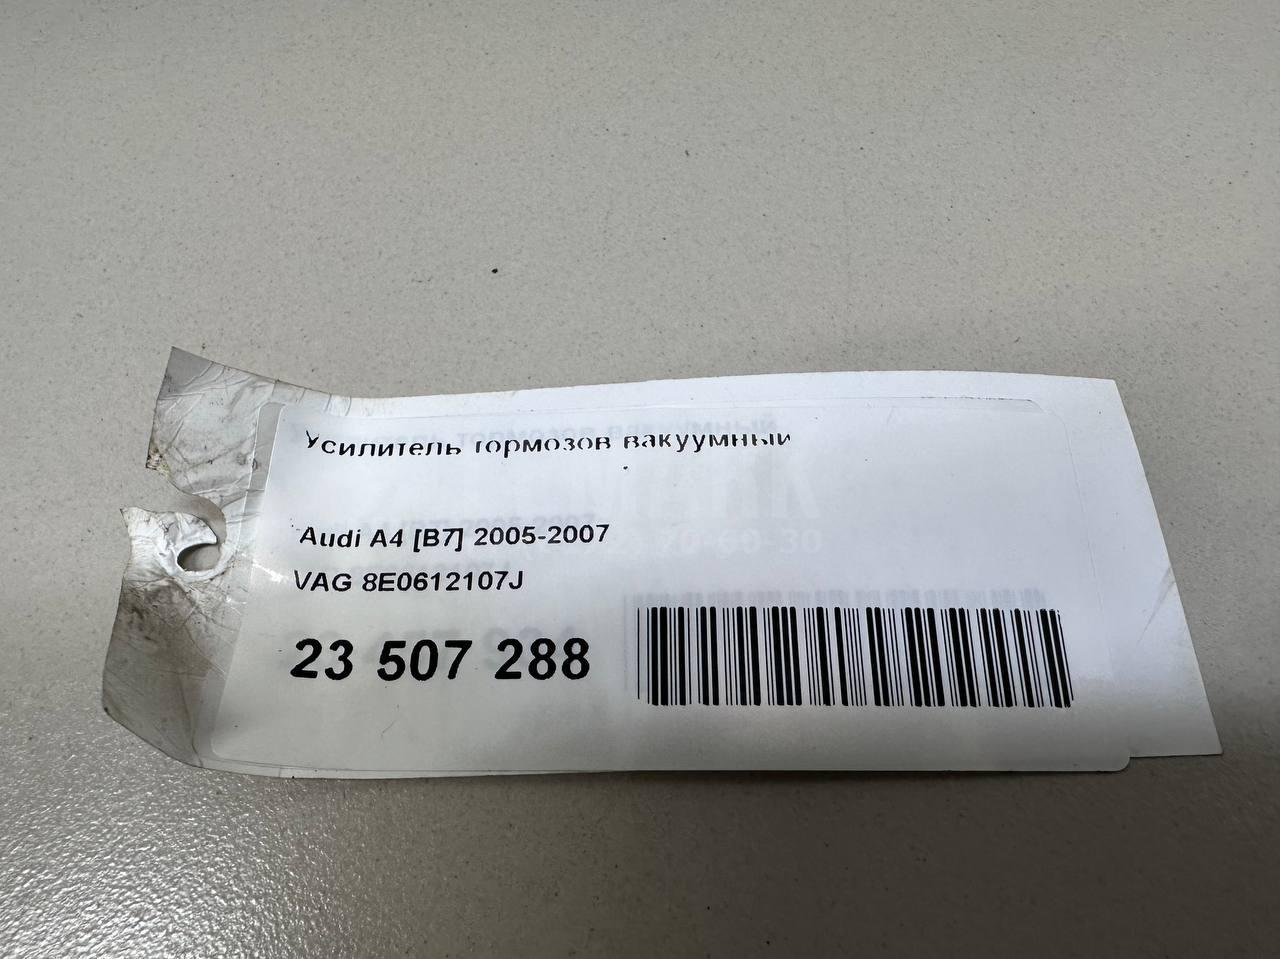 Усилитель тормозов вакуумный
Audi A4 [B7] 2005-2007
VAG 8E0612107J
23 507 288